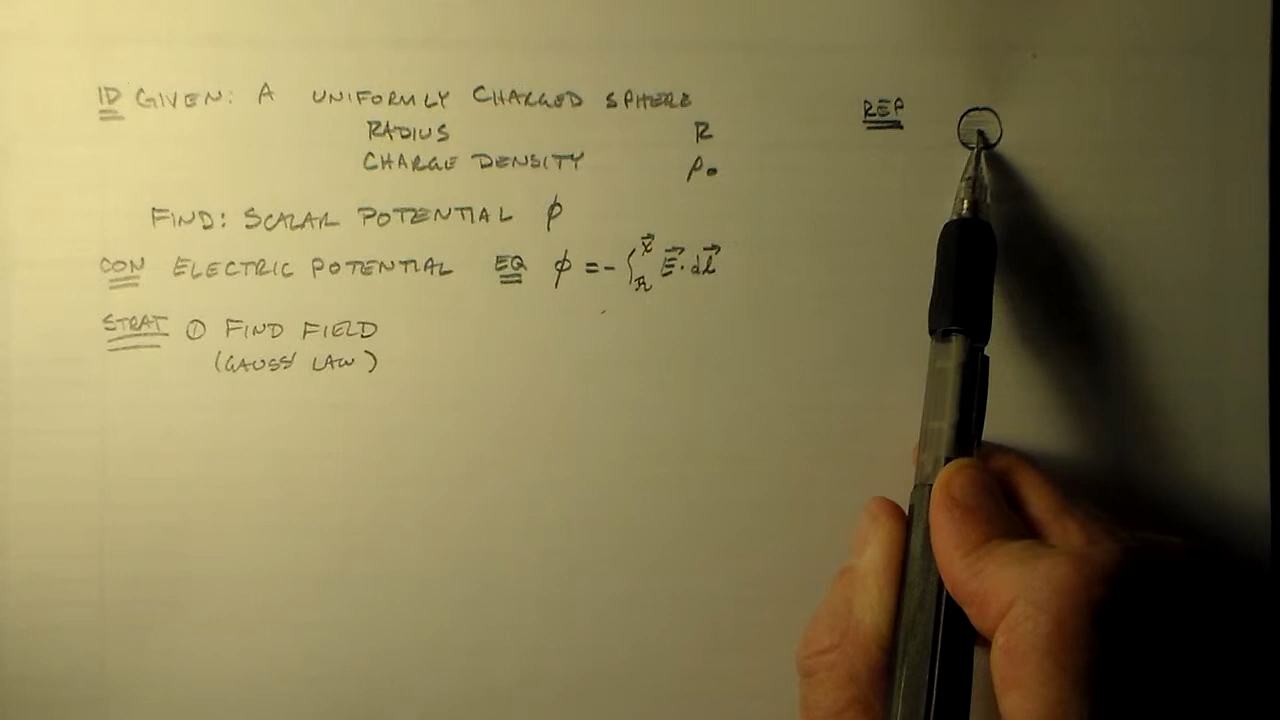 ID GIVEN: A UNIFORMLY CHARGED SPHERE
RADIUS R
CHARGE DENSITY ρ₀
FIND: SCALAR POTENTIAL ϕ
CON ELECTRIC POTENTIAL EQ ϕ = -∫_ℛ^x⃗ E⃗·dl⃗
STRAT ① FIND FIELD
(GAUSS' LAW)
REP